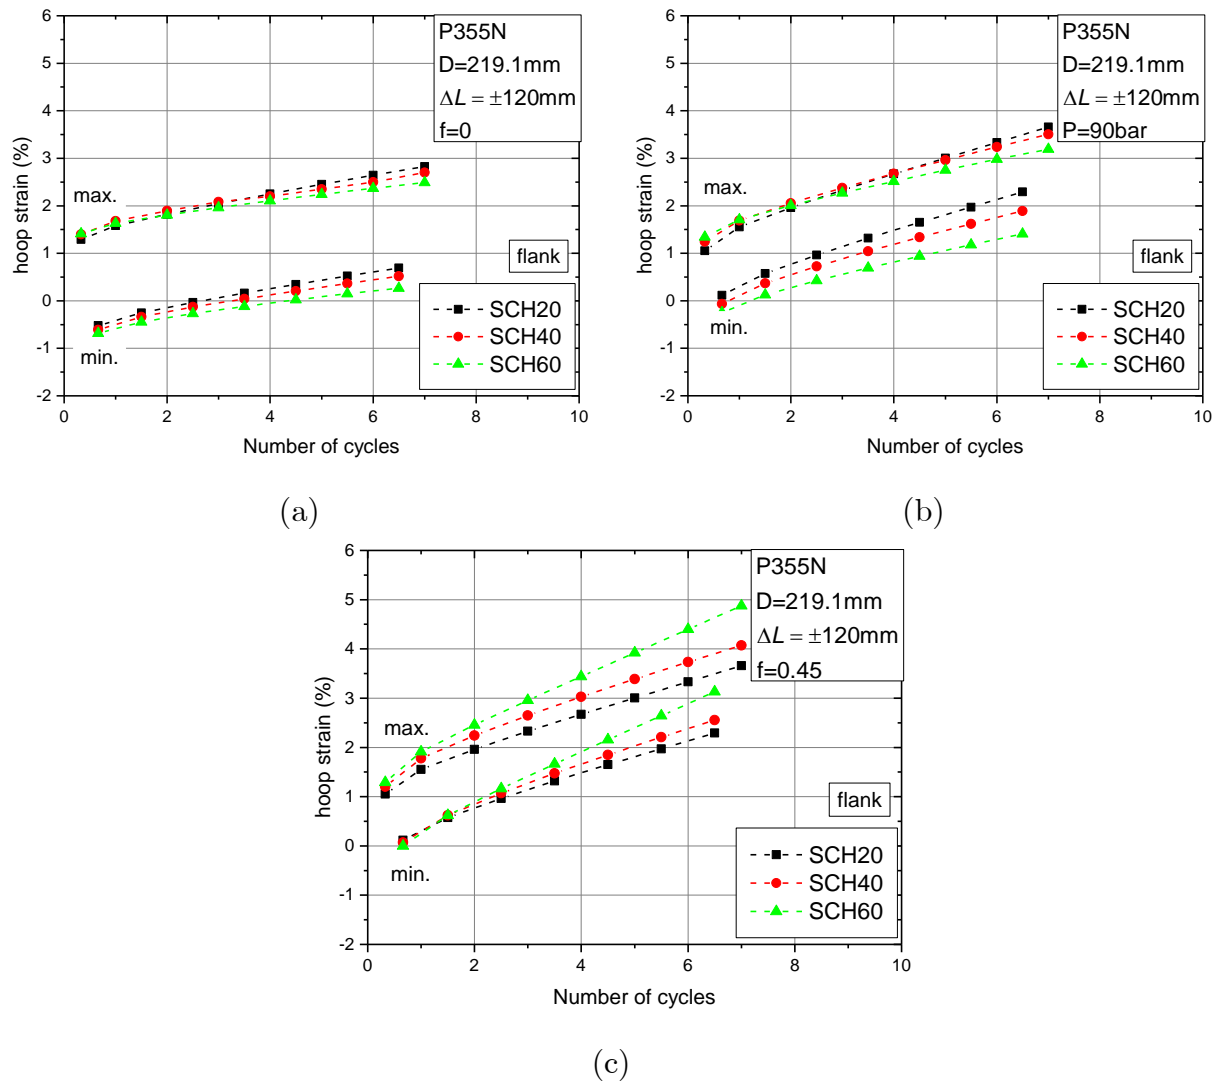 6
5
4
3
2
1
0
-1
-2
hoop strain (%)
P355N
D=219.1mm
ΔL = ±120mm
f=0
max.
flank
min.
SCH20
SCH40
SCH60
0 2 4 6 8 10
Number of cycles
(a)
6
5
4
3
2
1
0
-1
-2
hoop strain (%)
P355N
D=219.1mm
ΔL = ±120mm
P=90bar
max.
flank
min.
SCH20
SCH40
SCH60
0 2 4 6 8 10
Number of cycles
(b)
6
5
4
3
2
1
0
-1
-2
hoop strain (%)
P355N
D=219.1mm
ΔL = ±120mm
f=0.45
max.
flank
min.
SCH20
SCH40
SCH60
0 2 4 6 8 10
Number of cycles
(c)